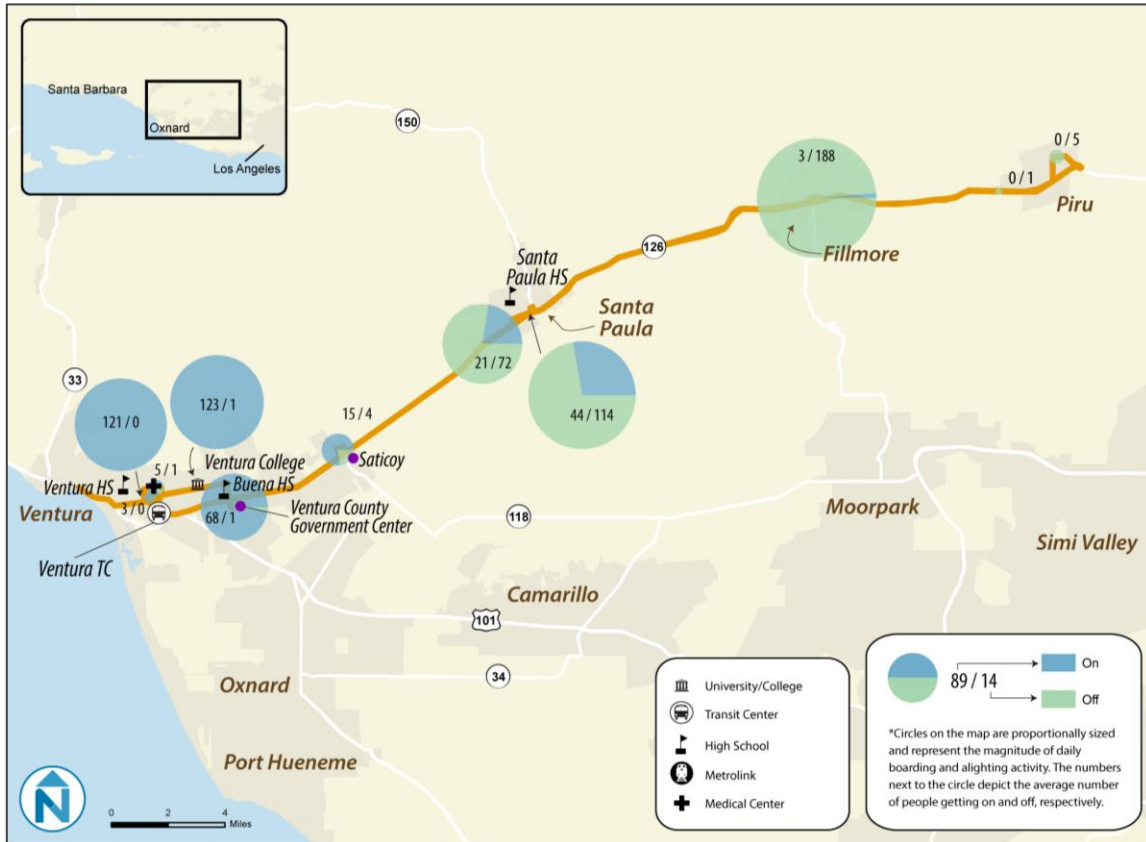 Santa Barbara
Oxnard
Los Angeles
150
0 / 5
3 / 188
0 / 1
Piru
126
Fillmore
Santa
Paula HS
Santa
Paula
21 / 72
33
44 / 114
123 / 1
121 / 0
15 / 4
Ventura College
5 / 1
Saticoy
Ventura HS
Buena HS
3 / 0
Ventura
68 / 1
Ventura County
Government Center
118
Moorpark
Simi Valley
Ventura TC
Camarillo
101
34
Oxnard
Port Hueneme
N
0 2 4
Miles
University/College
Transit Center
High School
Metrolink
Medical Center
89 / 14
On
Off
*Circles on the map are proportionally sized
and represent the magnitude of daily
boarding and alighting activity. The numbers
next to the circle depict the average number
of people getting on and off, respectively.